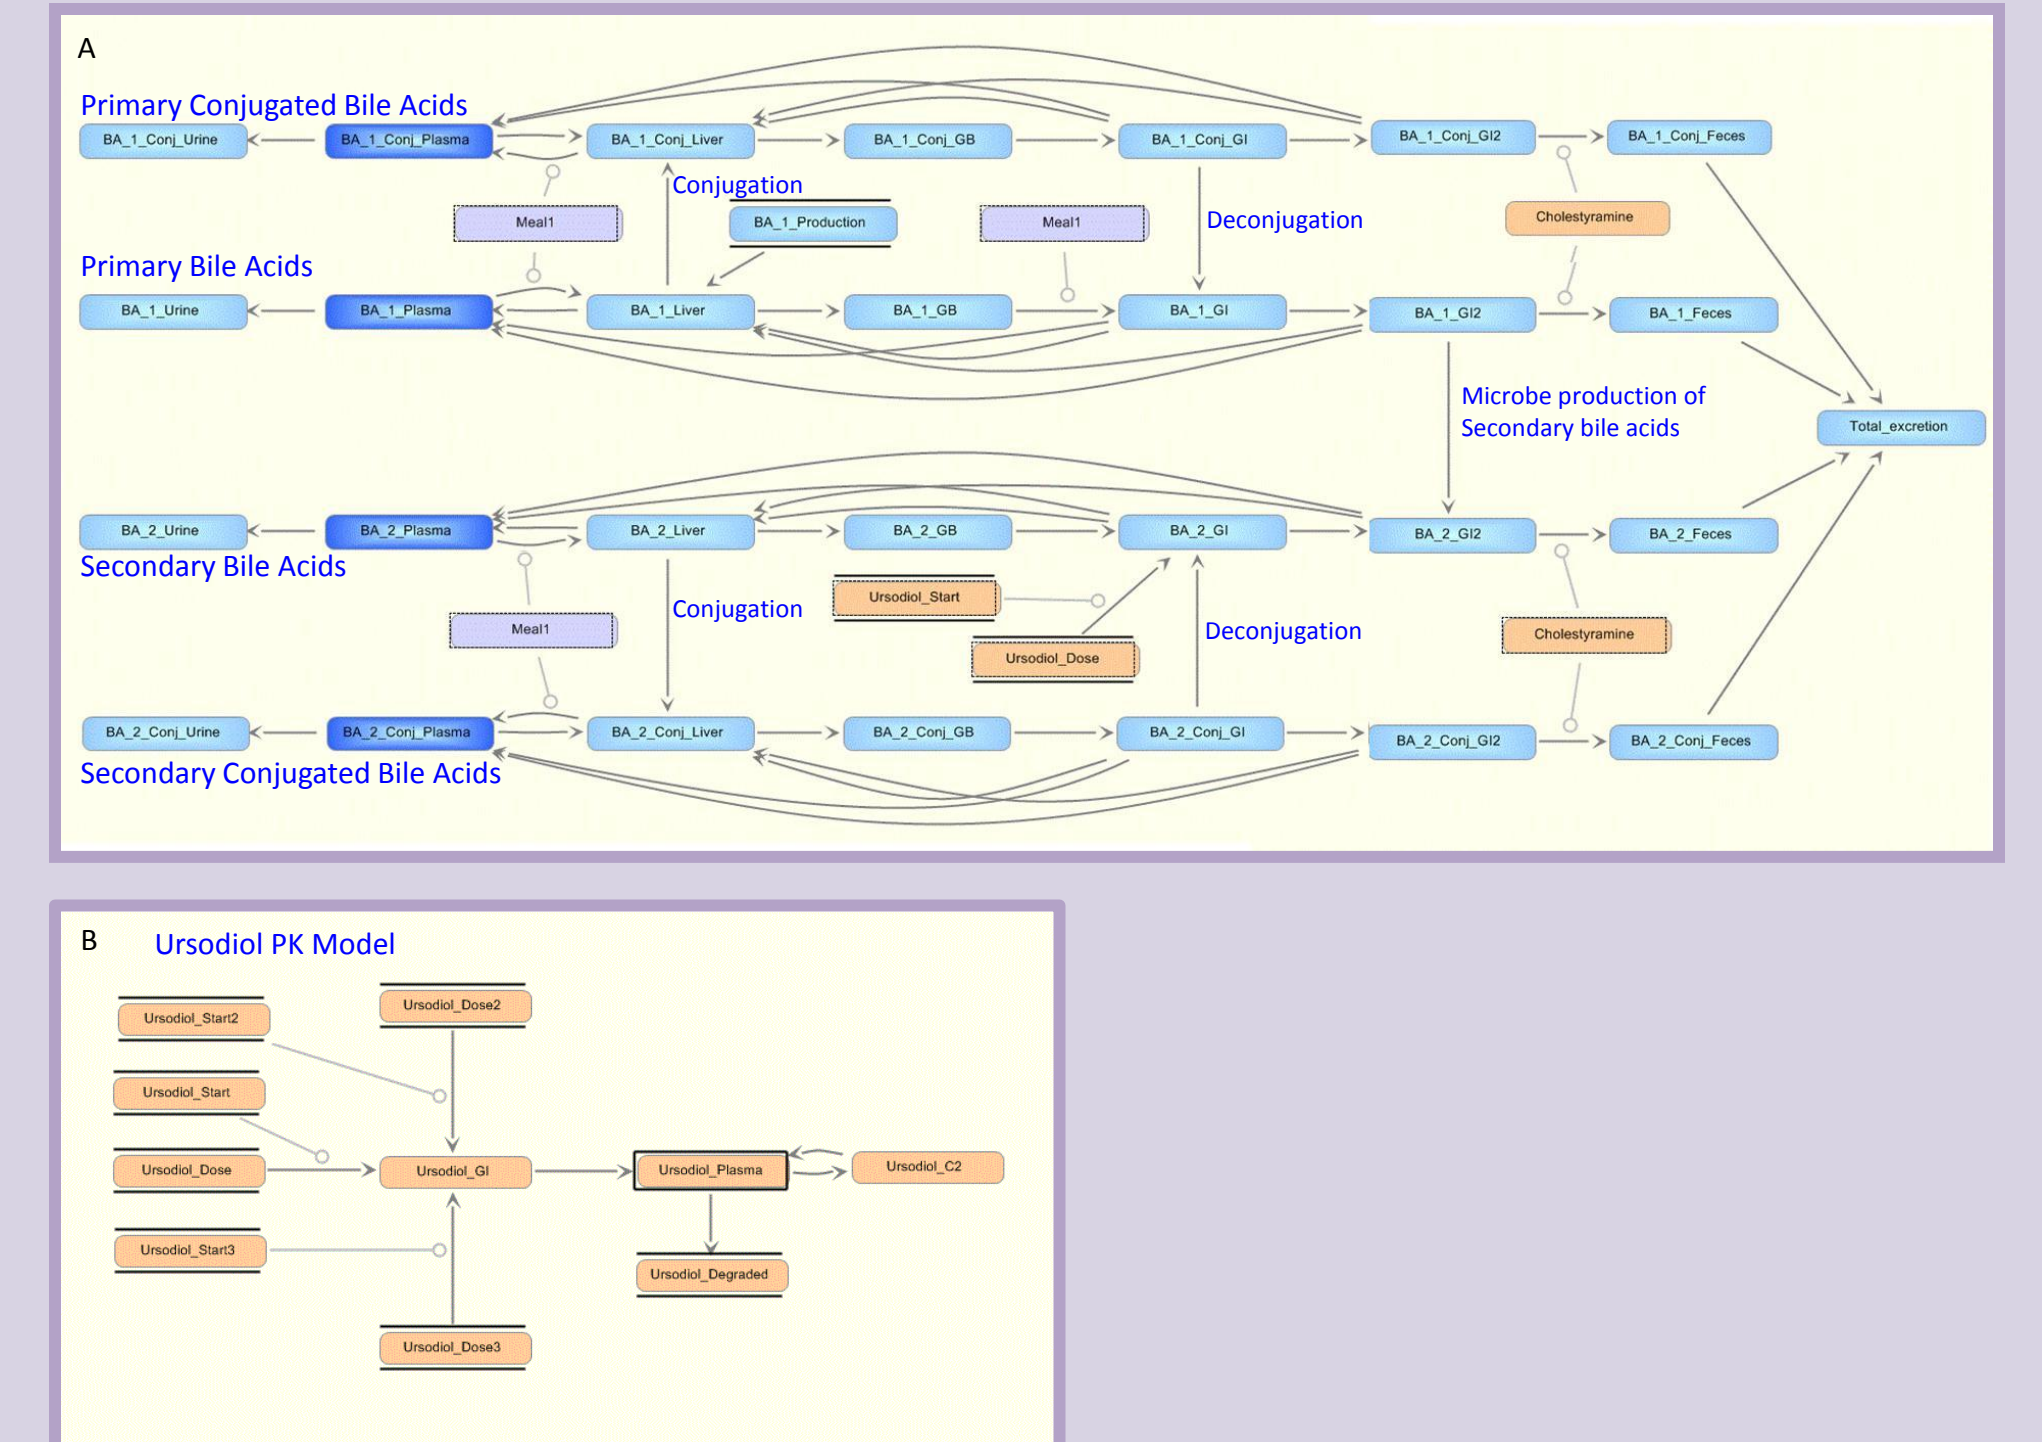 A
Primary Conjugated Bile Acids
BA_1_Conj_Urine
BA_1_Conj_Plasma
BA_1_Conj_Liver
BA_1_Conj_GB
BA_1_Conj_GI
BA_1_Conj_GI2
BA_1_Conj_Feces
Conjugation
Meal1
BA_1_Production
Meal1
Deconjugation
Cholestyramine
Primary Bile Acids
BA_1_Urine
BA_1_Plasma
BA_1_Liver
BA_1_GB
BA_1_GI
BA_1_GI2
BA_1_Feces
Microbe production of
Secondary bile acids
Total_excretion
BA_2_Urine
BA_2_Plasma
BA_2_Liver
BA_2_GB
BA_2_GI
BA_2_GI2
BA_2_Feces
Secondary Bile Acids
Meal1
Conjugation
Ursodiol_Start
Ursodiol_Dose
Deconjugation
Cholestyramine
BA_2_Conj_Urine
BA_2_Conj_Plasma
BA_2_Conj_Liver
BA_2_Conj_GB
BA_2_Conj_GI
BA_2_Conj_GI2
BA_2_Conj_Feces
Secondary Conjugated Bile Acids
B
Ursodiol PK Model
Ursodiol_Start2
Ursodiol_Dose2
Ursodiol_Start
Ursodiol_Dose
Ursodiol_GI
Ursodiol_Plasma
Ursodiol_C2
Ursodiol_Start3
Ursodiol_Degraded
Ursodiol_Dose3